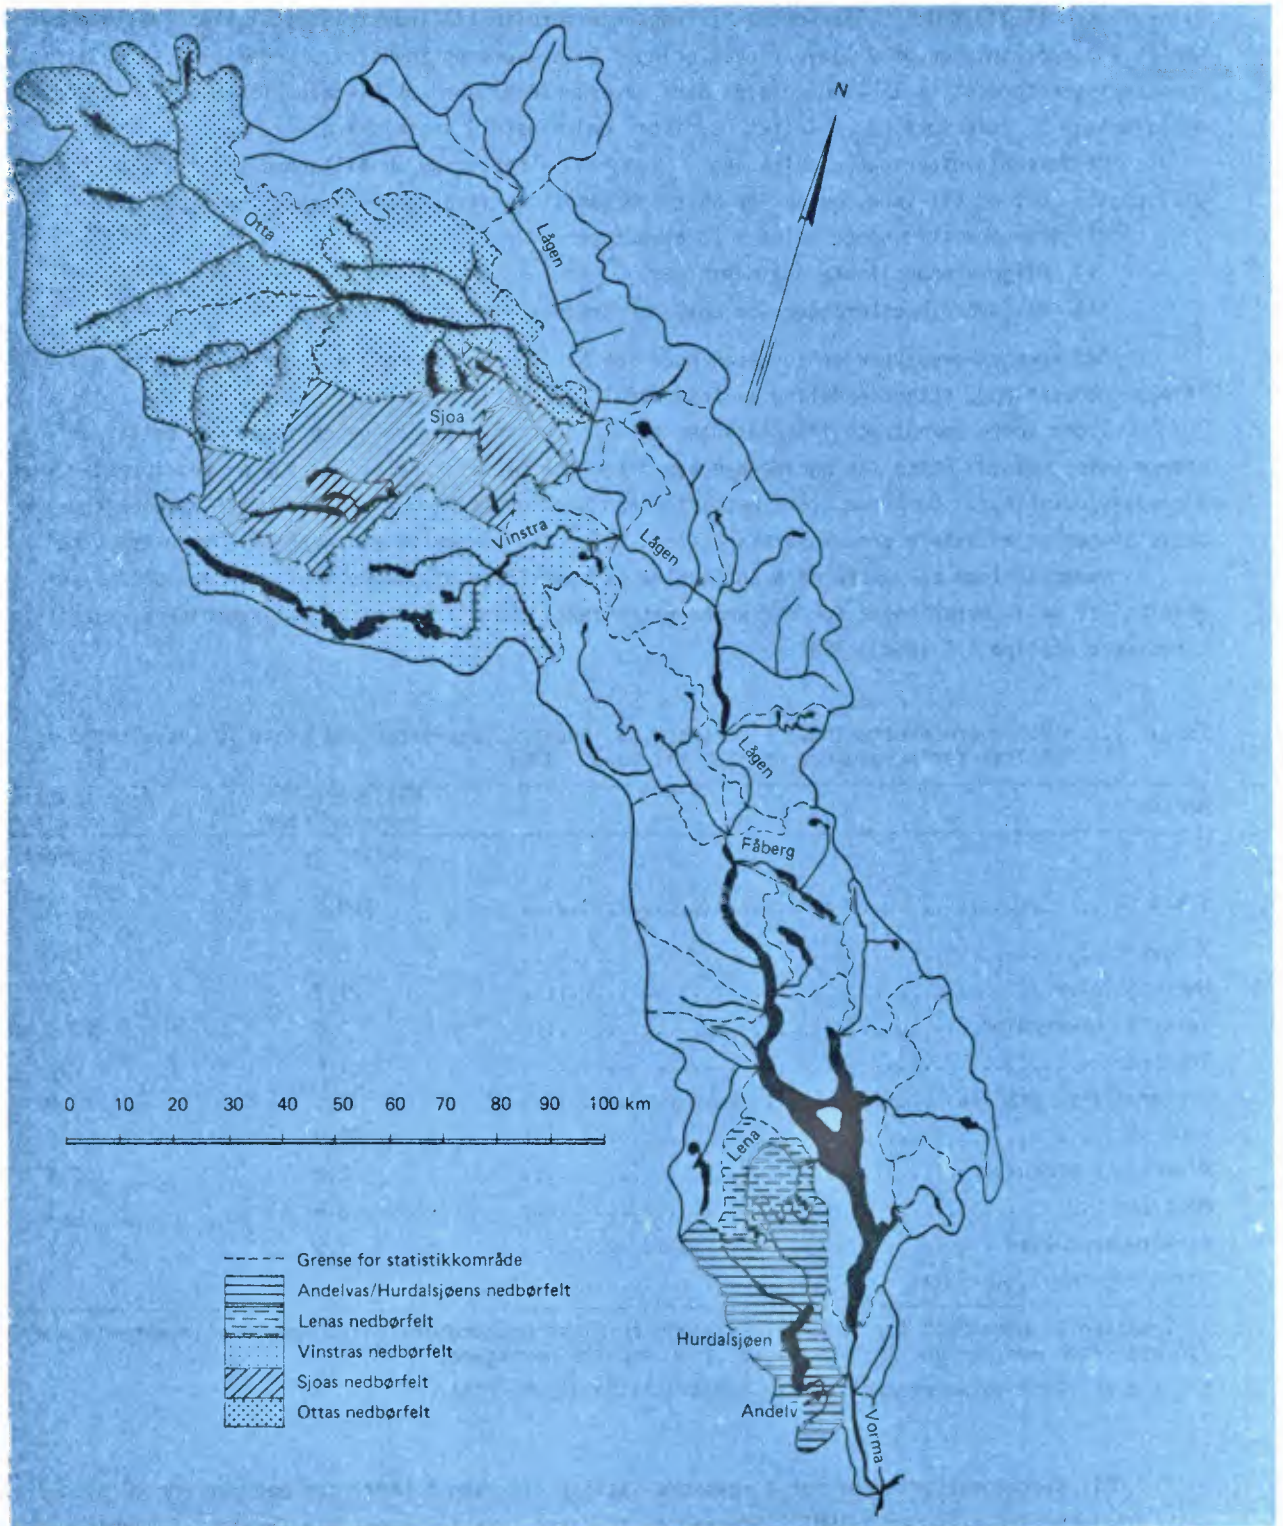 N
Otta
Lågen
Sjoa
Vinstra
Lågen
Lågen
Fåberg
0 10 20 30 40 50 60 70 80 90 100 km
Lena
Grense for statistikkområde
Andelvas/Hurdalsjøens nedbørfelt
Lenas nedbørfelt
Vinstras nedbørfelt
Sjoas nedbørfelt
Ottas nedbørfelt
Hurdalsjøen
Andelv
Vorma